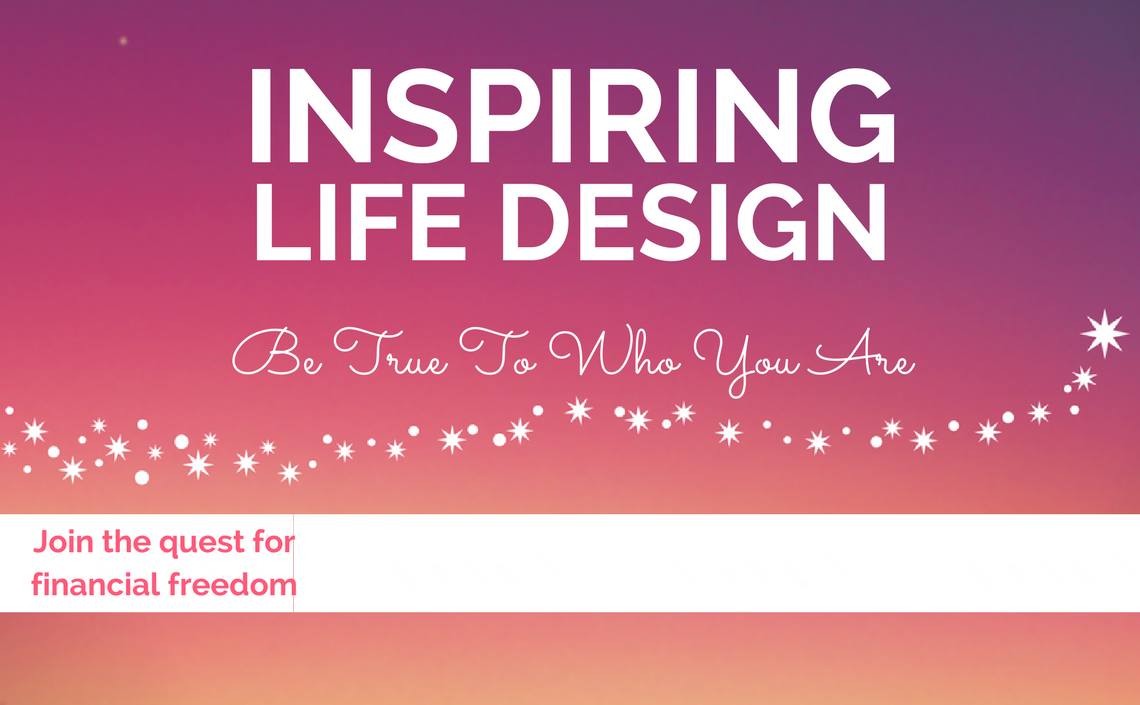 INSPIRING
LIFE DESIGN
Be True To Who You Are
Join the quest for
financial freedom